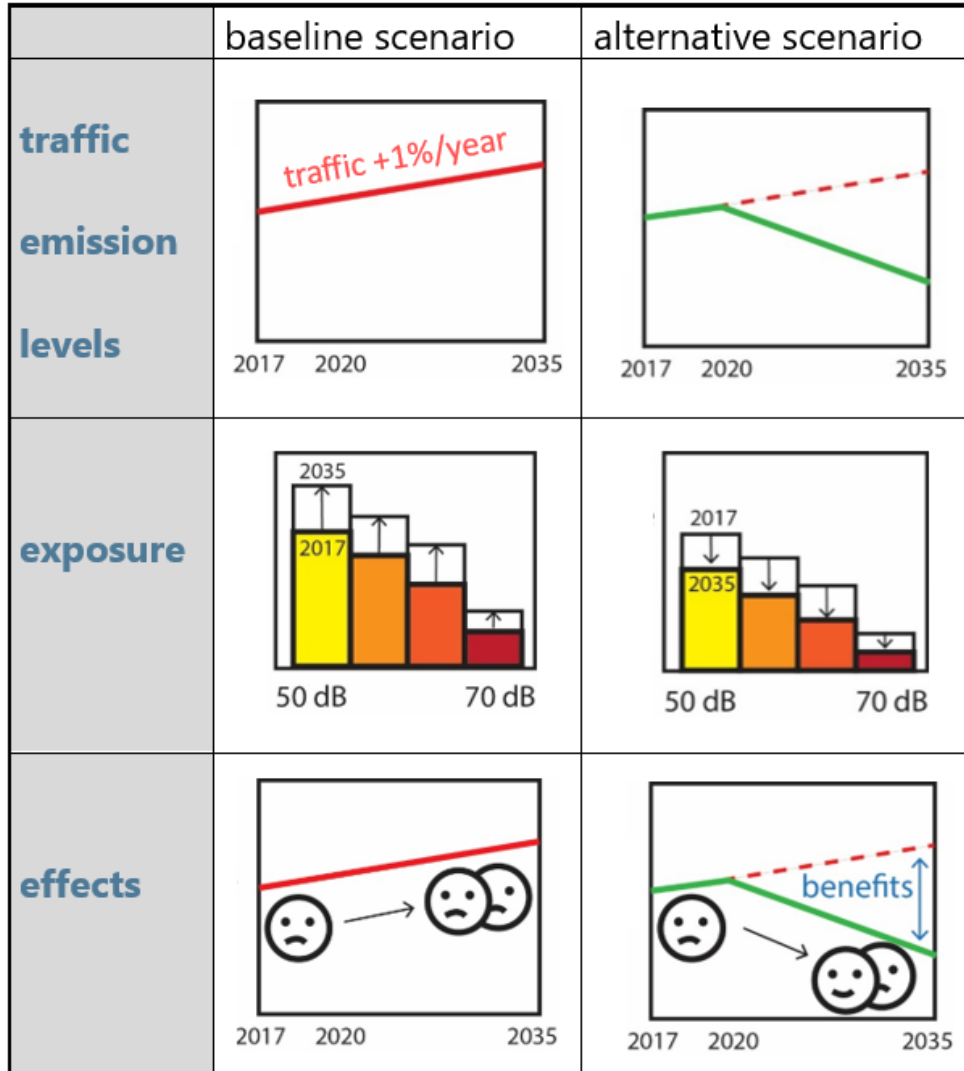 baseline scenario
alternative scenario
traffic
emission
levels
traffic +1%/year
2017 2020 2035
2017 2020 2035
exposure
2035
2017
50 dB 70 dB
2017
2035
50 dB 70 dB
effects
2017 2020 2035
benefits
2017 2020 2035